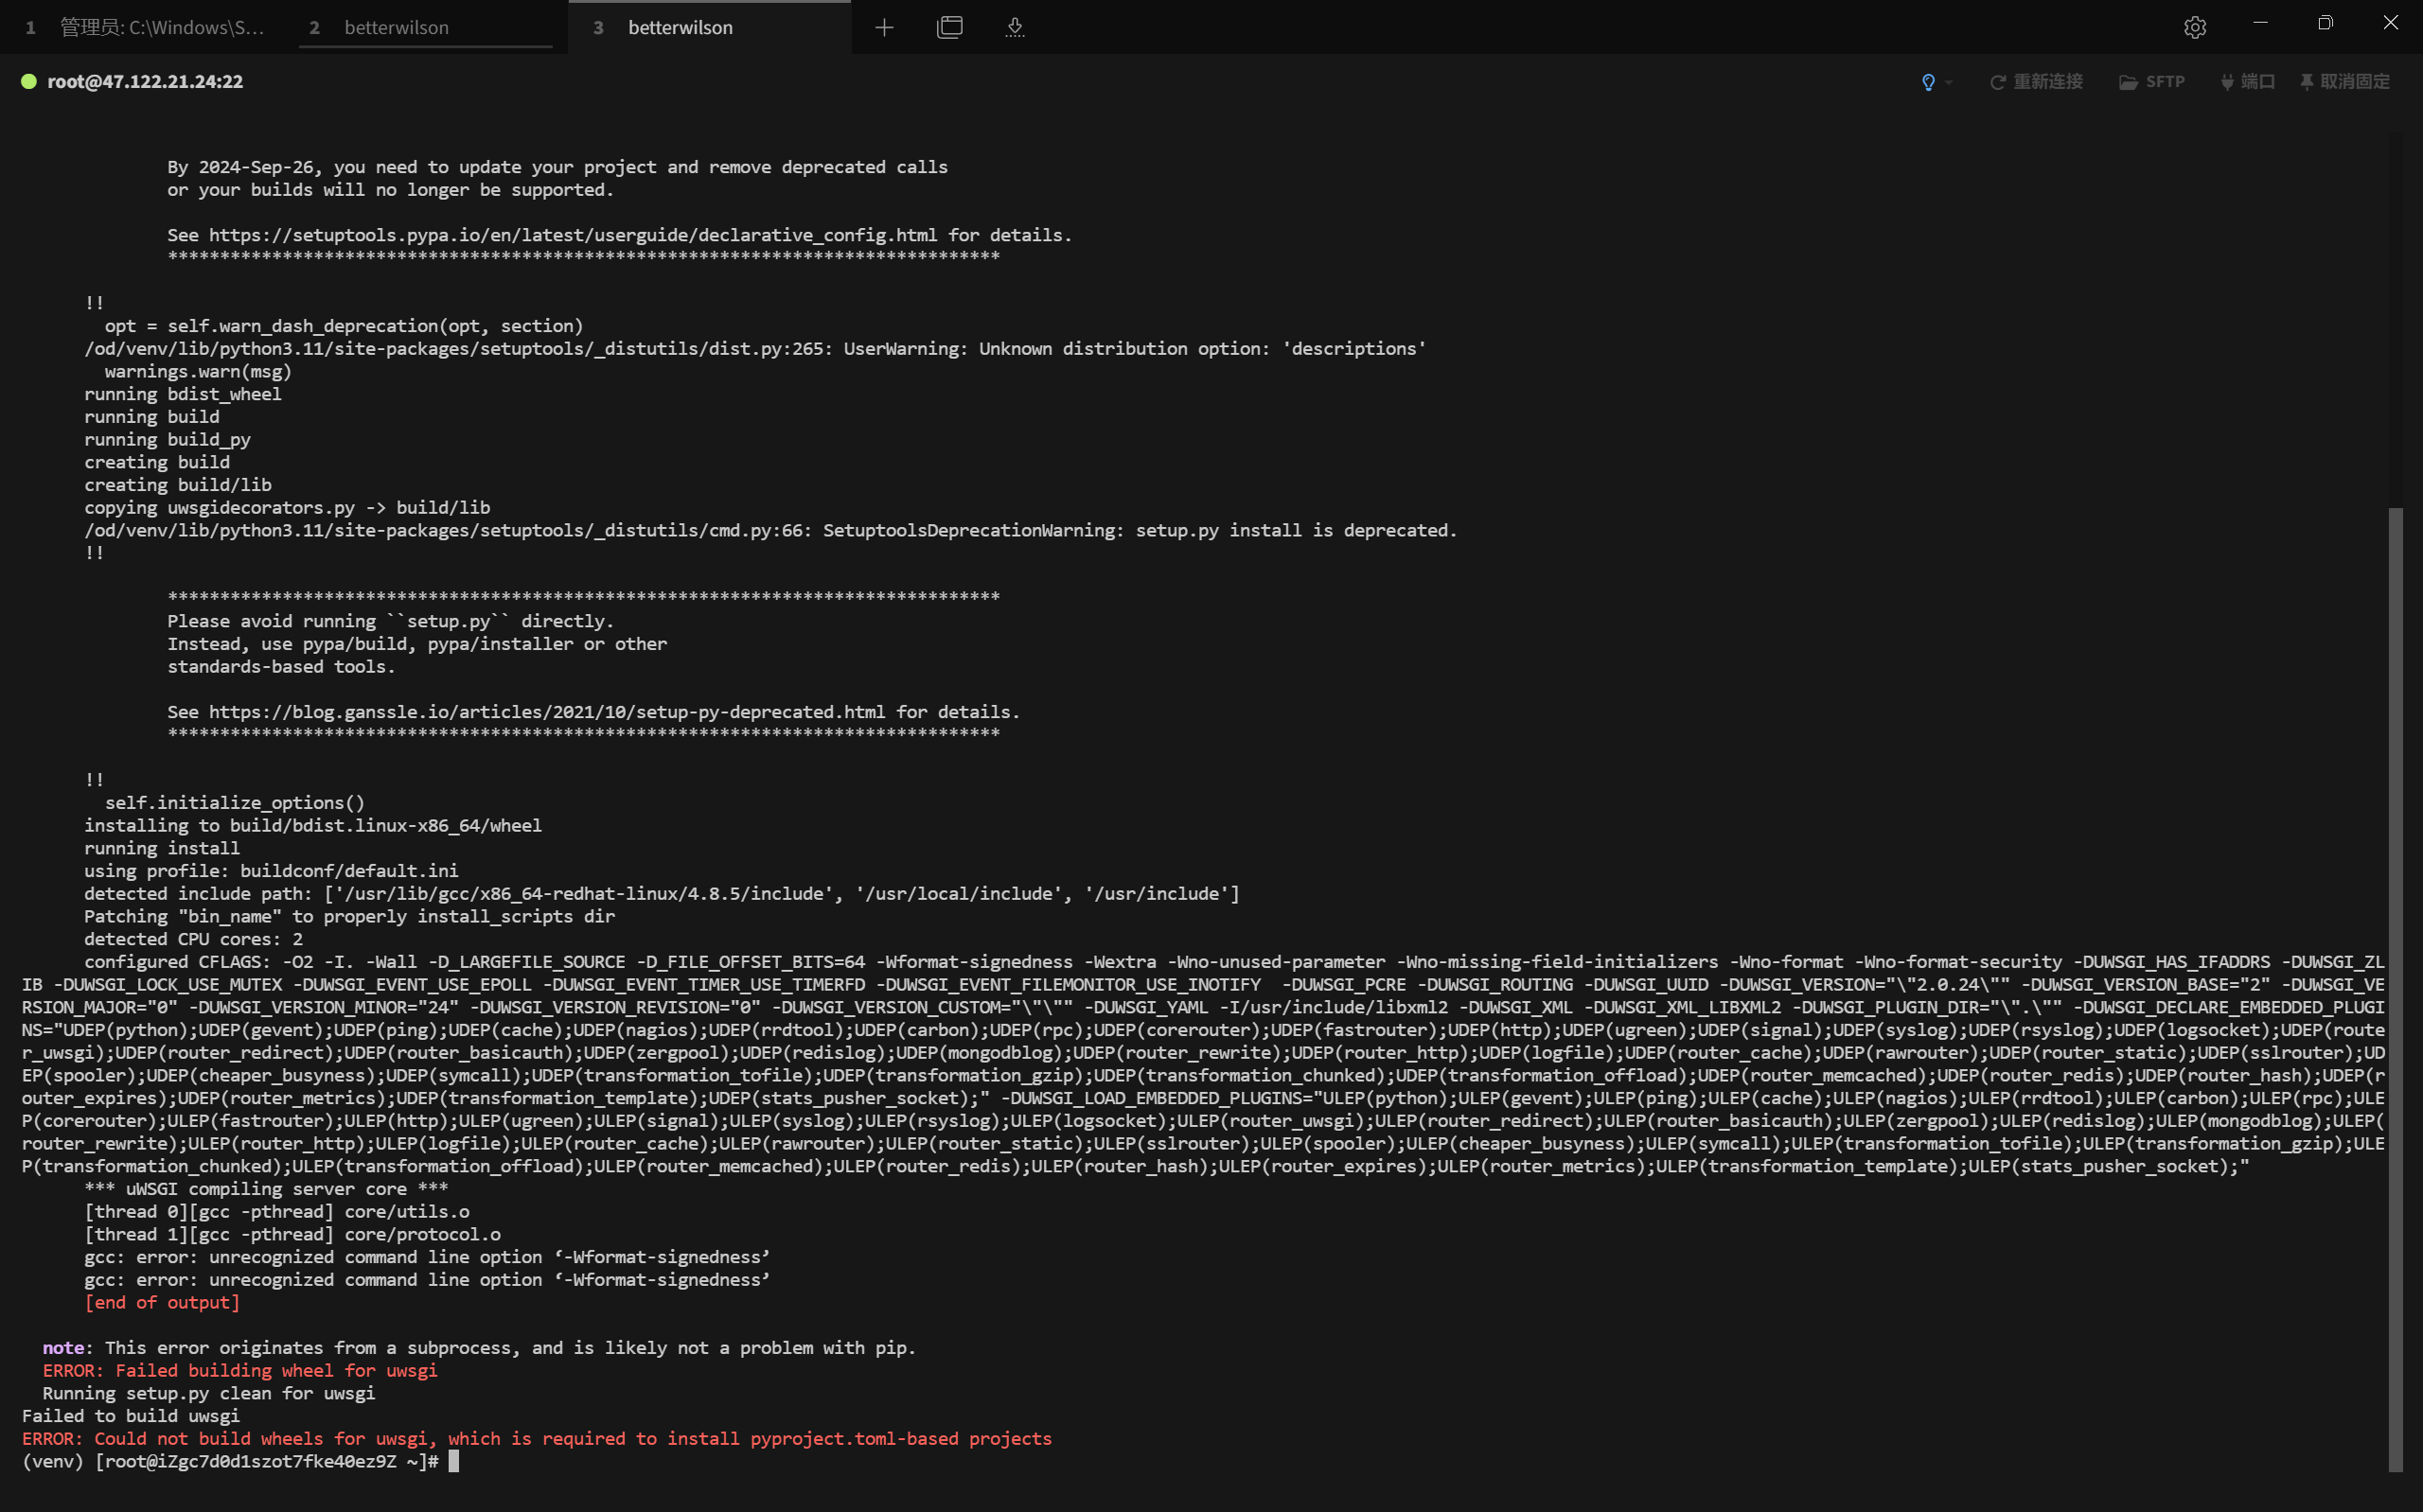 1 管理员: C:\Windows\S... 2 betterwilson 3 betterwilson
root@47.122.21.24:22 重新连接 SFTP 端口 取消固定
By 2024-Sep-26, you need to update your project and remove deprecated calls
or your builds will no longer be supported.
See https://setuptools.pypa.io/en/latest/userguide/declarative_config.html for details.
********************************************************************************
!!
opt = self.warn_dash_deprecation(opt, section)
/od/venv/lib/python3.11/site-packages/setuptools/_distutils/dist.py:265: UserWarning: Unknown distribution option: 'descriptions'
warnings.warn(msg)
running bdist_wheel
running build
running build_py
creating build
creating build/lib
copying uwsgidecorators.py -> build/lib
/od/venv/lib/python3.11/site-packages/setuptools/_distutils/cmd.py:66: SetuptoolsDeprecationWarning: setup.py install is deprecated.
!!
********************************************************************************
Please avoid running ``setup.py`` directly.
Instead, use pypa/build, pypa/installer or other
standards-based tools.
See https://blog.ganssle.io/articles/2021/10/setup-py-deprecated.html for details.
********************************************************************************
!!
self.initialize_options()
installing to build/bdist.linux-x86_64/wheel
running install
using profile: buildconf/default.ini
detected include path: ['/usr/lib/gcc/x86_64-redhat-linux/4.8.5/include', '/usr/local/include', '/usr/include']
Patching "bin_name" to properly install_scripts dir
detected CPU cores: 2
configured CFLAGS: -O2 -I. -Wall -D_LARGEFILE_SOURCE -D_FILE_OFFSET_BITS=64 -Wformat-signedness -Wextra -Wno-unused-parameter -Wno-missing-field-initializers -Wno-format -Wno-format-security -DUWSGI_HAS_IFADDRS -DUWSGI_ZL
IB -DUWSGI_LOCK_USE_MUTEX -DUWSGI_EVENT_USE_EPOLL -DUWSGI_EVENT_TIMER_USE_TIMERFD -DUWSGI_EVENT_FILEMONITOR_USE_INOTIFY  -DUWSGI_PCRE -DUWSGI_ROUTING -DUWSGI_UUID -DUWSGI_VERSION="\"2.0.24\"" -DUWSGI_VERSION_BASE="2" -DUWSGI_VE
RSION_MAJOR="0" -DUWSGI_VERSION_MINOR="24" -DUWSGI_VERSION_REVISION="0" -DUWSGI_VERSION_CUSTOM="\"\"" -DUWSGI_YAML -I/usr/include/libxml2 -DUWSGI_XML -DUWSGI_XML_LIBXML2 -DUWSGI_PLUGIN_DIR="\".\"" -DUWSGI_DECLARE_EMBEDDED_PLUGI
NS="UDEP(python);UDEP(gevent);UDEP(ping);UDEP(cache);UDEP(nagios);UDEP(rrdtool);UDEP(carbon);UDEP(rpc);UDEP(corerouter);UDEP(fastrouter);UDEP(http);UDEP(ugreen);UDEP(signal);UDEP(syslog);UDEP(rsyslog);UDEP(logsocket);UDEP(route
r_uwsgi);UDEP(router_redirect);UDEP(router_basicauth);UDEP(zergpool);UDEP(redislog);UDEP(mongodblog);UDEP(router_rewrite);UDEP(router_http);UDEP(logfile);UDEP(router_cache);UDEP(rawrouter);UDEP(router_static);UDEP(sslrouter);UD
EP(spooler);UDEP(cheaper_busyness);UDEP(symcall);UDEP(transformation_tofile);UDEP(transformation_gzip);UDEP(transformation_chunked);UDEP(transformation_offload);UDEP(router_memcached);UDEP(router_redis);UDEP(router_hash);UDEP(r
outer_expires);UDEP(router_metrics);UDEP(transformation_template);UDEP(stats_pusher_socket);" -DUWSGI_LOAD_EMBEDDED_PLUGINS="ULEP(python);ULEP(gevent);ULEP(ping);ULEP(cache);ULEP(nagios);ULEP(rrdtool);ULEP(carbon);ULEP(rpc);ULE
P(corerouter);ULEP(fastrouter);ULEP(http);ULEP(ugreen);ULEP(signal);ULEP(syslog);ULEP(rsyslog);ULEP(logsocket);ULEP(router_uwsgi);ULEP(router_redirect);ULEP(router_basicauth);ULEP(zergpool);ULEP(redislog);ULEP(mongodblog);ULEP(
router_rewrite);ULEP(router_http);ULEP(logfile);ULEP(router_cache);ULEP(rawrouter);ULEP(router_static);ULEP(sslrouter);ULEP(spooler);ULEP(cheaper_busyness);ULEP(symcall);ULEP(transformation_tofile);ULEP(transformation_gzip);ULE
P(transformation_chunked);ULEP(transformation_offload);ULEP(router_memcached);ULEP(router_redis);ULEP(router_hash);ULEP(router_expires);ULEP(router_metrics);ULEP(transformation_template);ULEP(stats_pusher_socket);"
*** uWSGI compiling server core ***
[thread 0][gcc -pthread] core/utils.o
[thread 1][gcc -pthread] core/protocol.o
gcc: error: unrecognized command line option ‘-Wformat-signedness’
gcc: error: unrecognized command line option ‘-Wformat-signedness’
[end of output]
note: This error originates from a subprocess, and is likely not a problem with pip.
ERROR: Failed building wheel for uwsgi
Running setup.py clean for uwsgi
Failed to build uwsgi
ERROR: Could not build wheels for uwsgi, which is required to install pyproject.toml-based projects
(venv) [root@iZgc7d0d1szot7fke40ez9Z ~]#